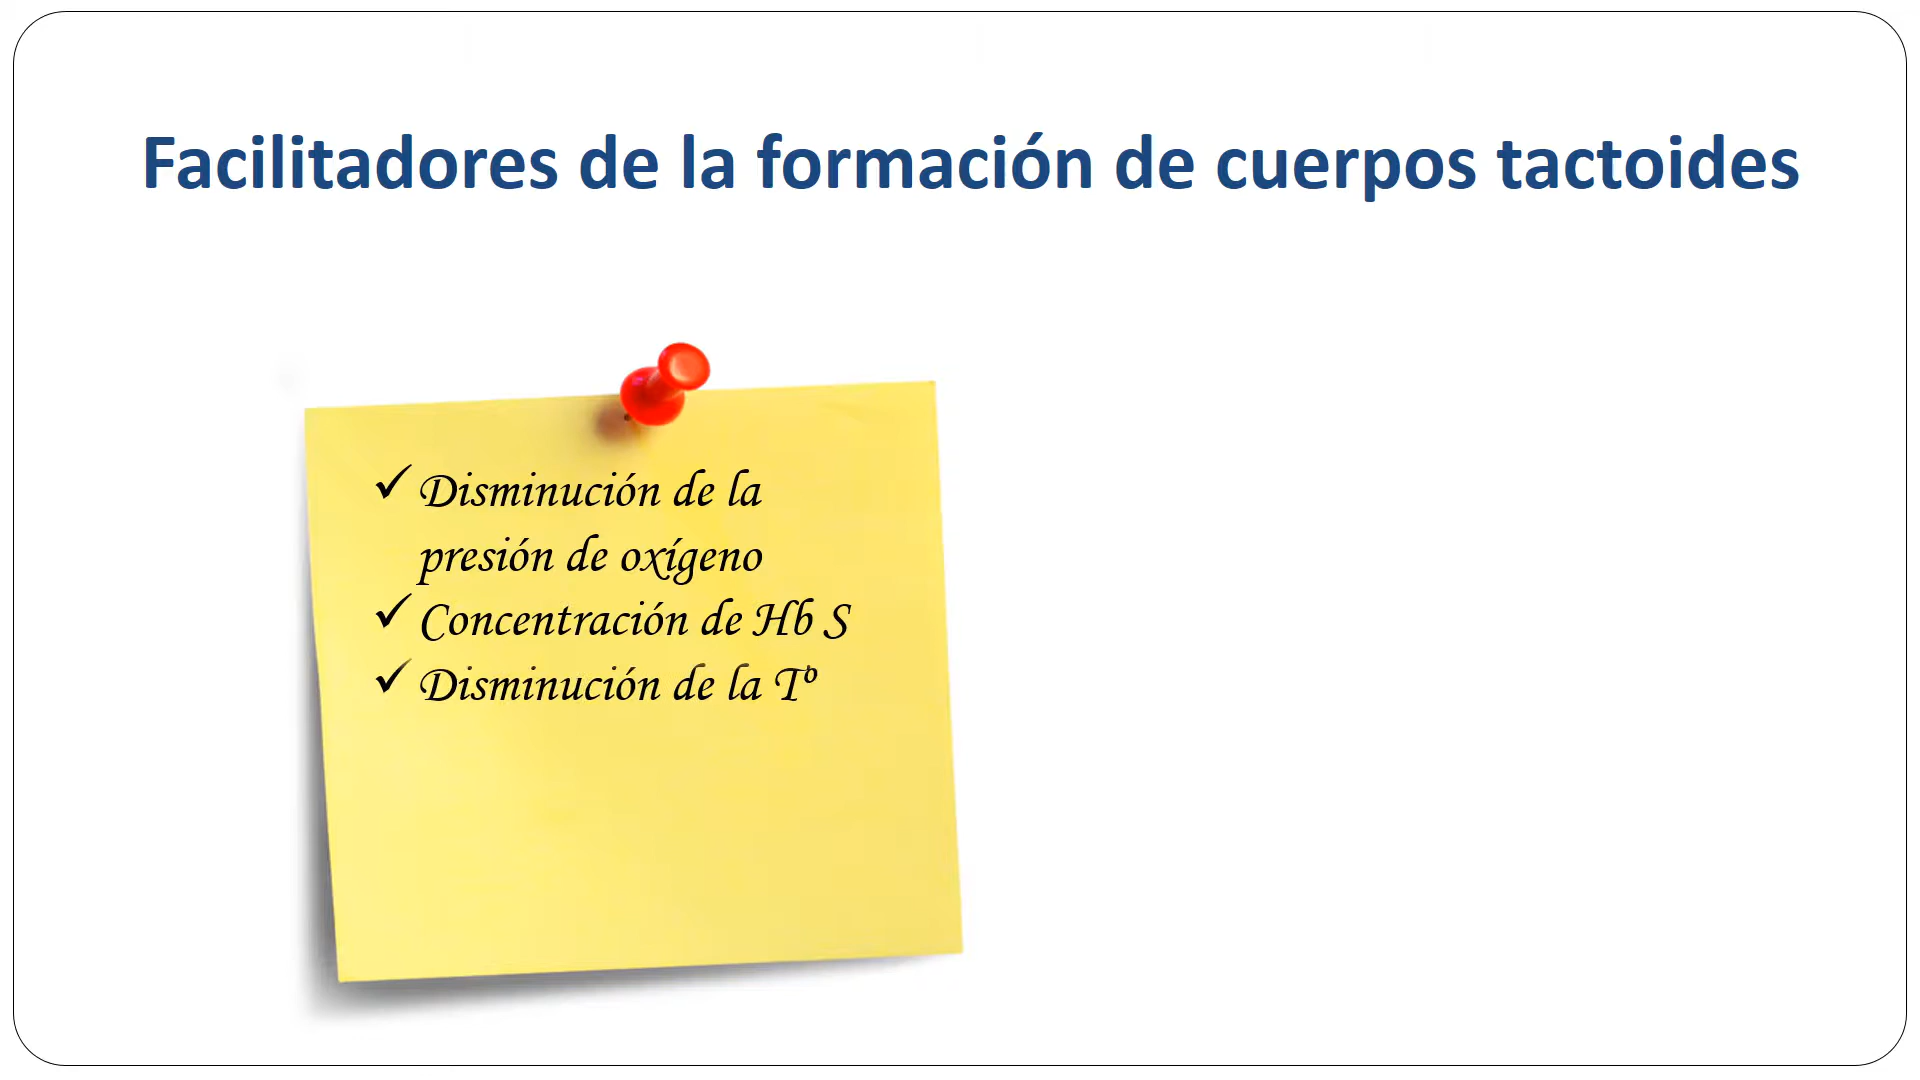 Facilitadores de la formación de cuerpos tactoides
✓ Disminución de la
presión de oxígeno
✓ Concentración de Hb S
✓ Disminución de la Tº